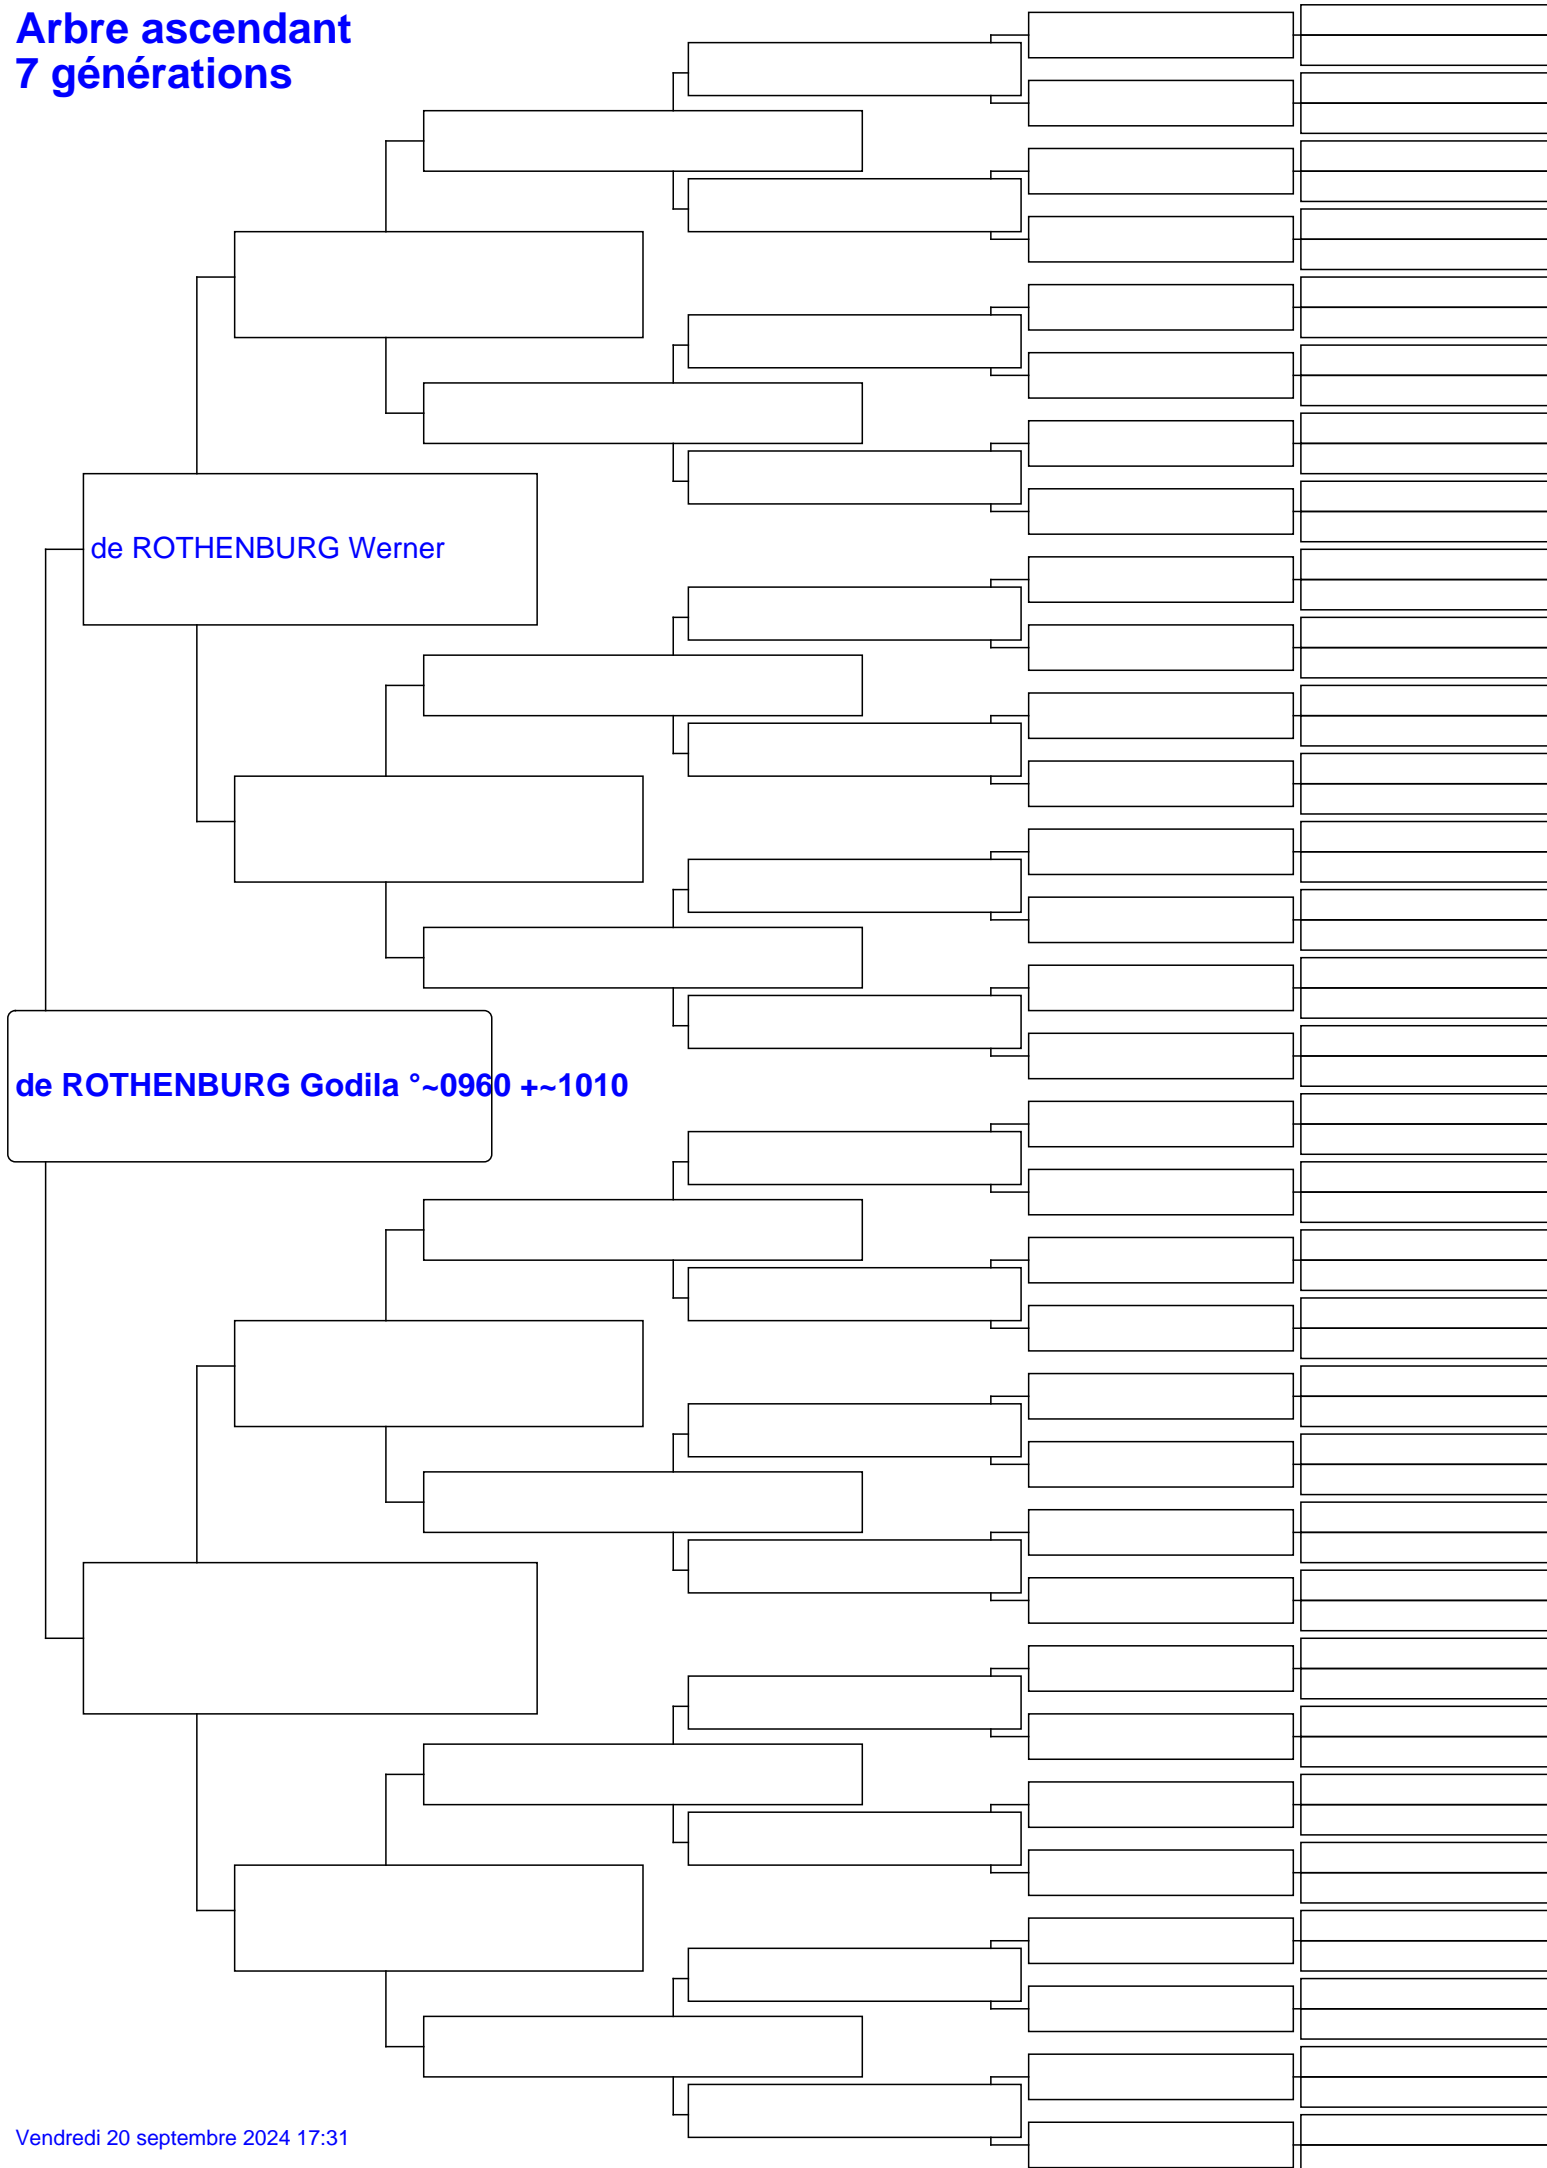 Arbre ascendant
7 générations
de ROTHENBURG Werner
de ROTHENBURG Godila °~0960 +~1010
Vendredi 20 septembre 2024 17:31